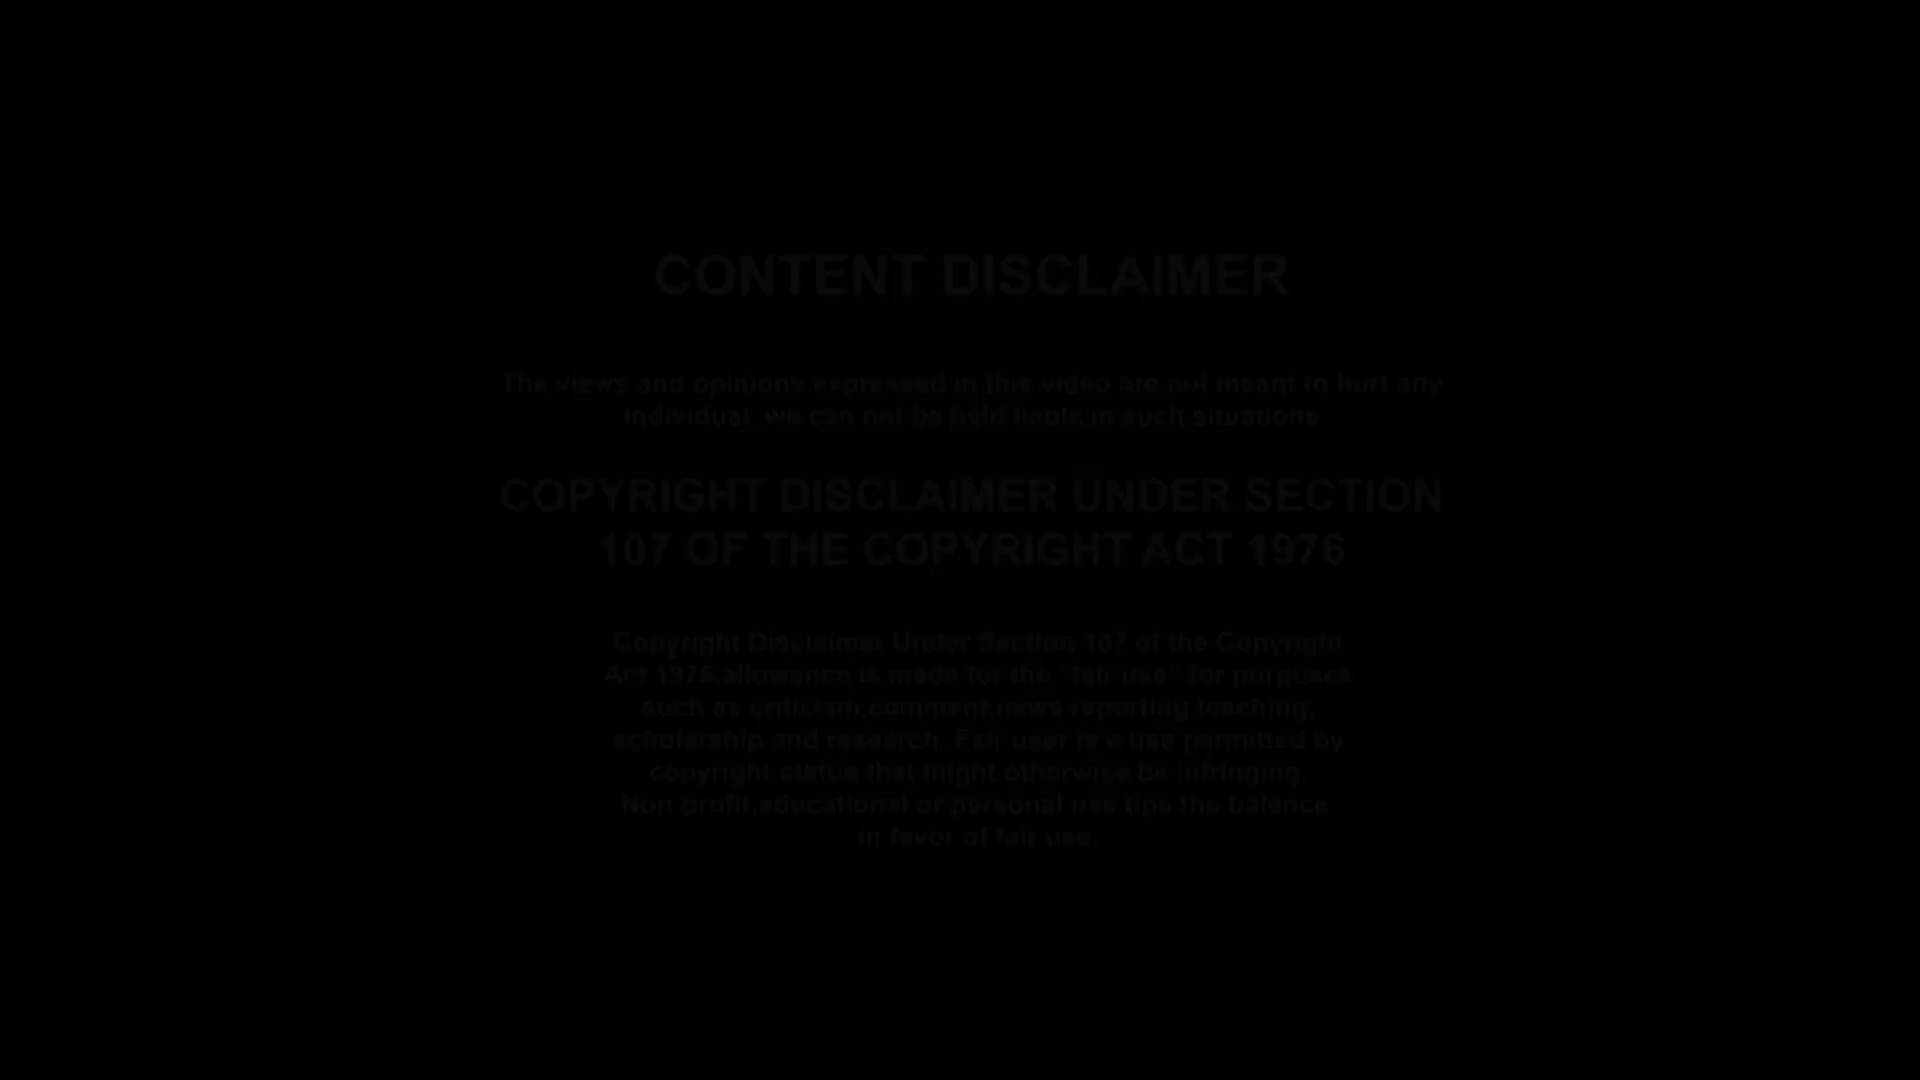 CONTENT DISCLAIMER
The views and opinions expressed in this video are not meant to hurt any
individual, we can not be held liable in such situations
COPYRIGHT DISCLAIMER UNDER SECTION
107 OF THE COPYRIGHT ACT 1976
Copyright Disclaimer Under Section 107 of the Copyright
Act 1976,allowance is made for the "fair use" for purposes
such as criticism,comment,news reporting,teaching,
scholarship and research. Fair user is a use permitted by
copyright status that might otherwise be infringing.
Non-profit,educational or personal use tips the balance
in favor of fair use.